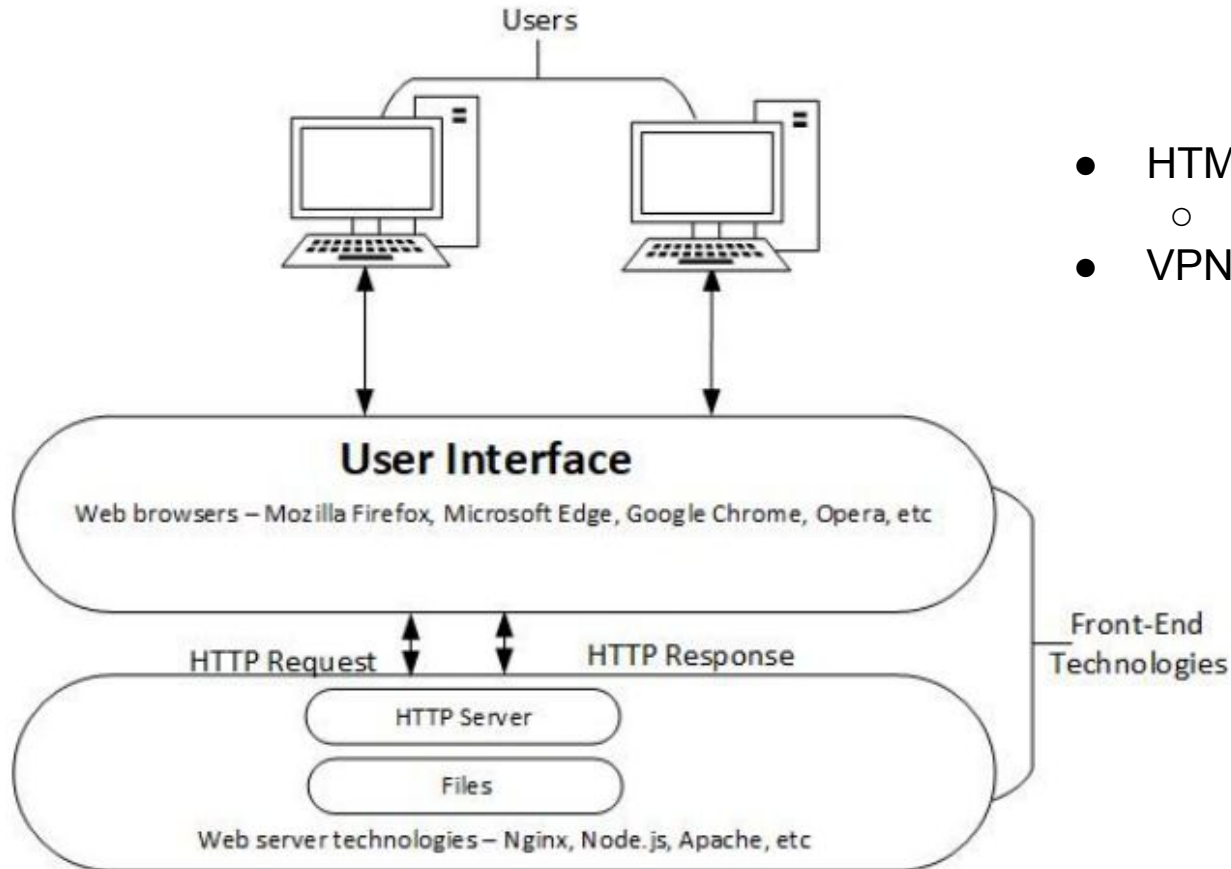 Users
● HTM
○
● VPN
User Interface
Web browsers – Mozilla Firefox, Microsoft Edge, Google Chrome, Opera, etc
HTTP Request
HTTP Response
Front-End
Technologies
HTTP Server
Files
Web server technologies – Nginx, Node.js, Apache, etc